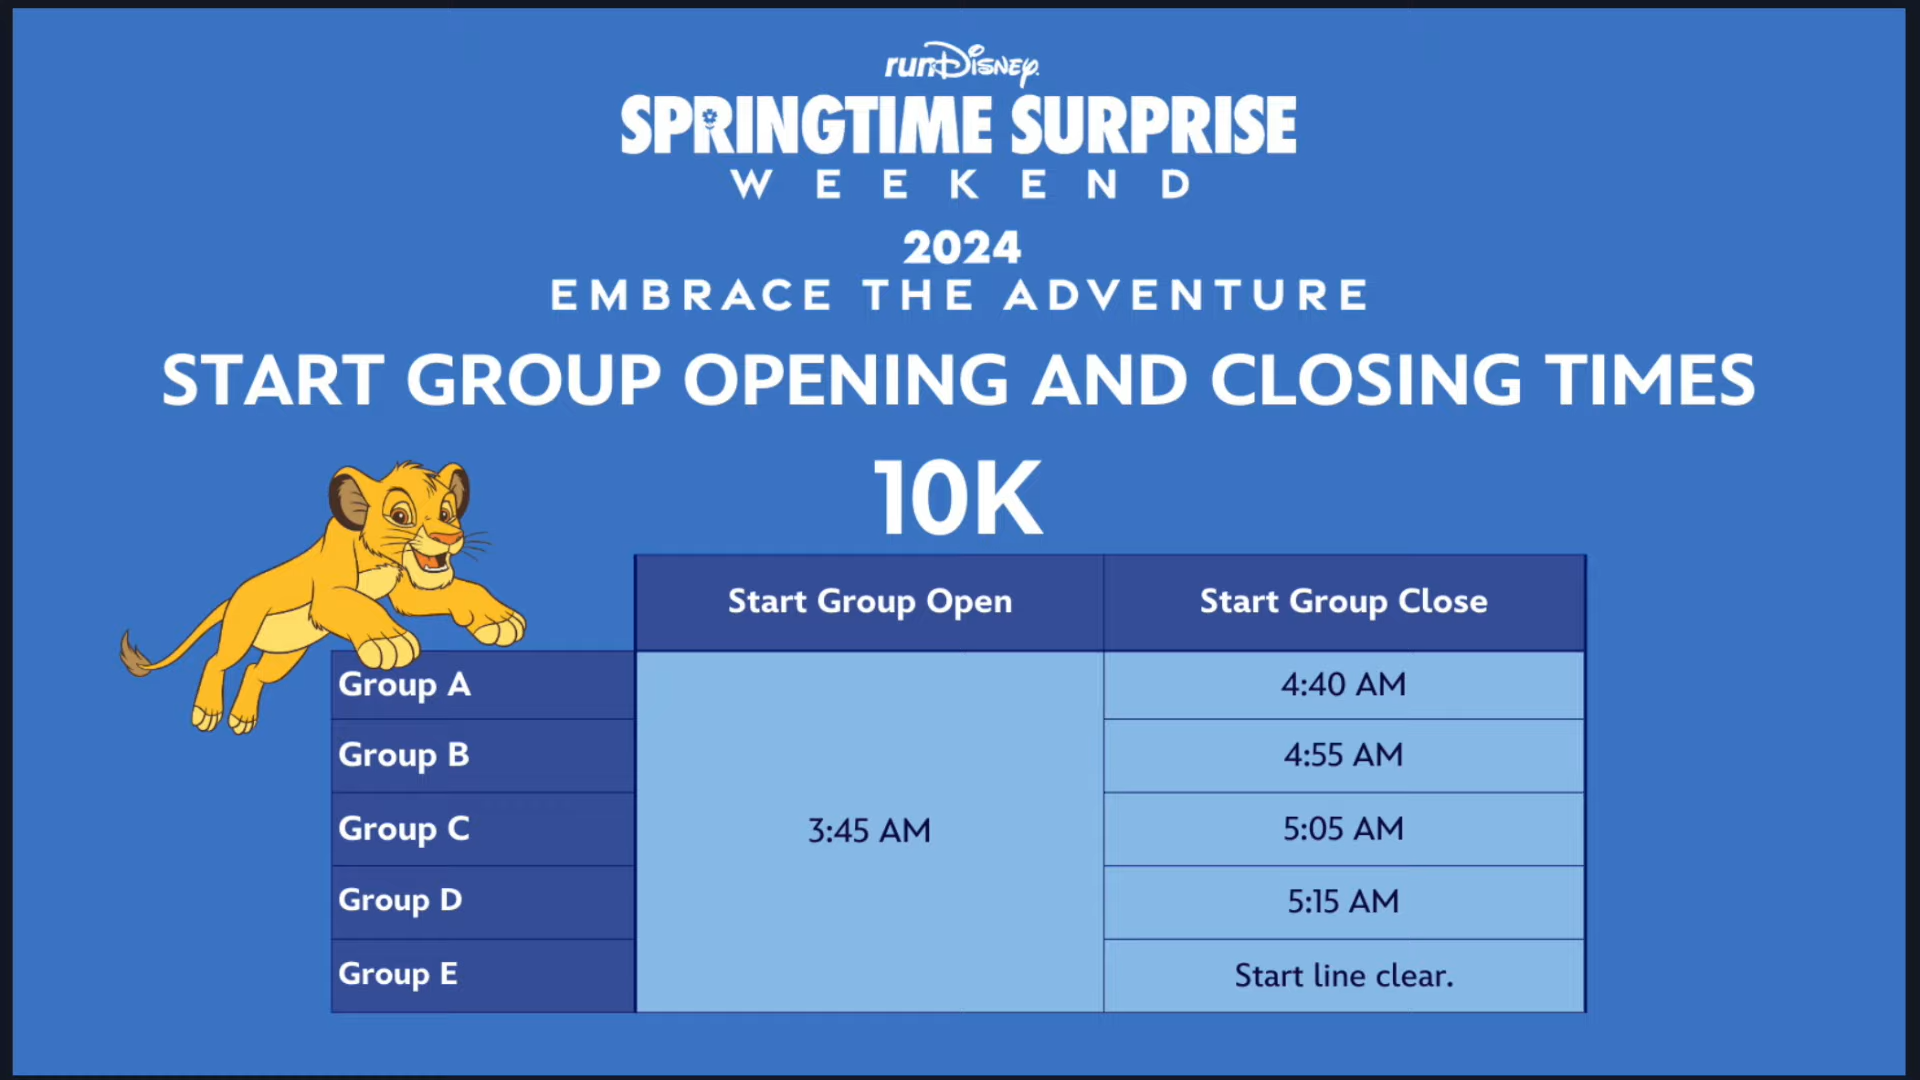 runDisney
SPRINGTIME SURPRISE
WEEKEND
2024
EMBRACE THE ADVENTURE
START GROUP OPENING AND CLOSING TIMES
10K
Start Group Open Start Group Close
Group A 4:40 AM
Group B 4:55 AM
Group C 3:45 AM 5:05 AM
Group D 5:15 AM
Group E Start line clear.